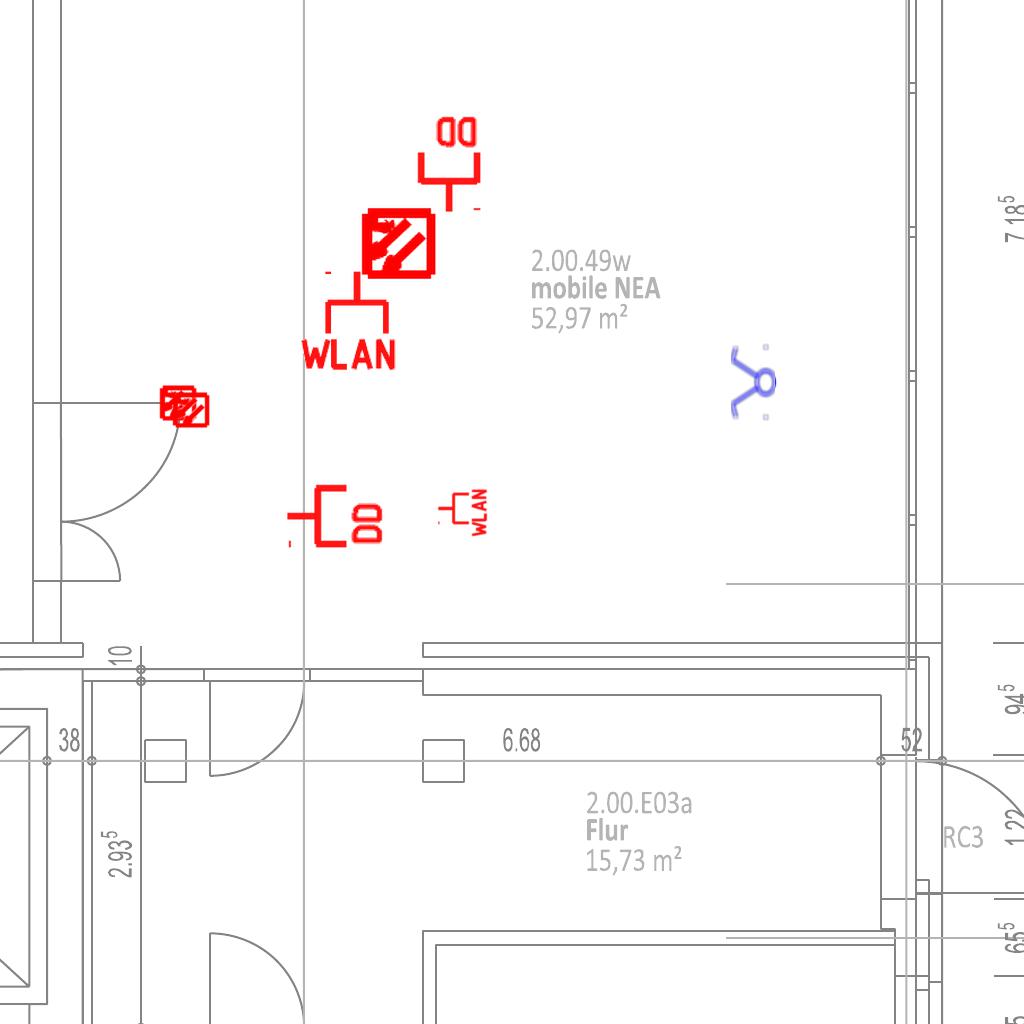 DD
7 18⁵
2.00.49w
mobile NEA
52,97 m²
WLAN
DD
WLAN
10
94⁵
38
6.68
52
2.00.E03a
Flur
15,73 m²
2.93⁵
RC3
1.22
65⁵